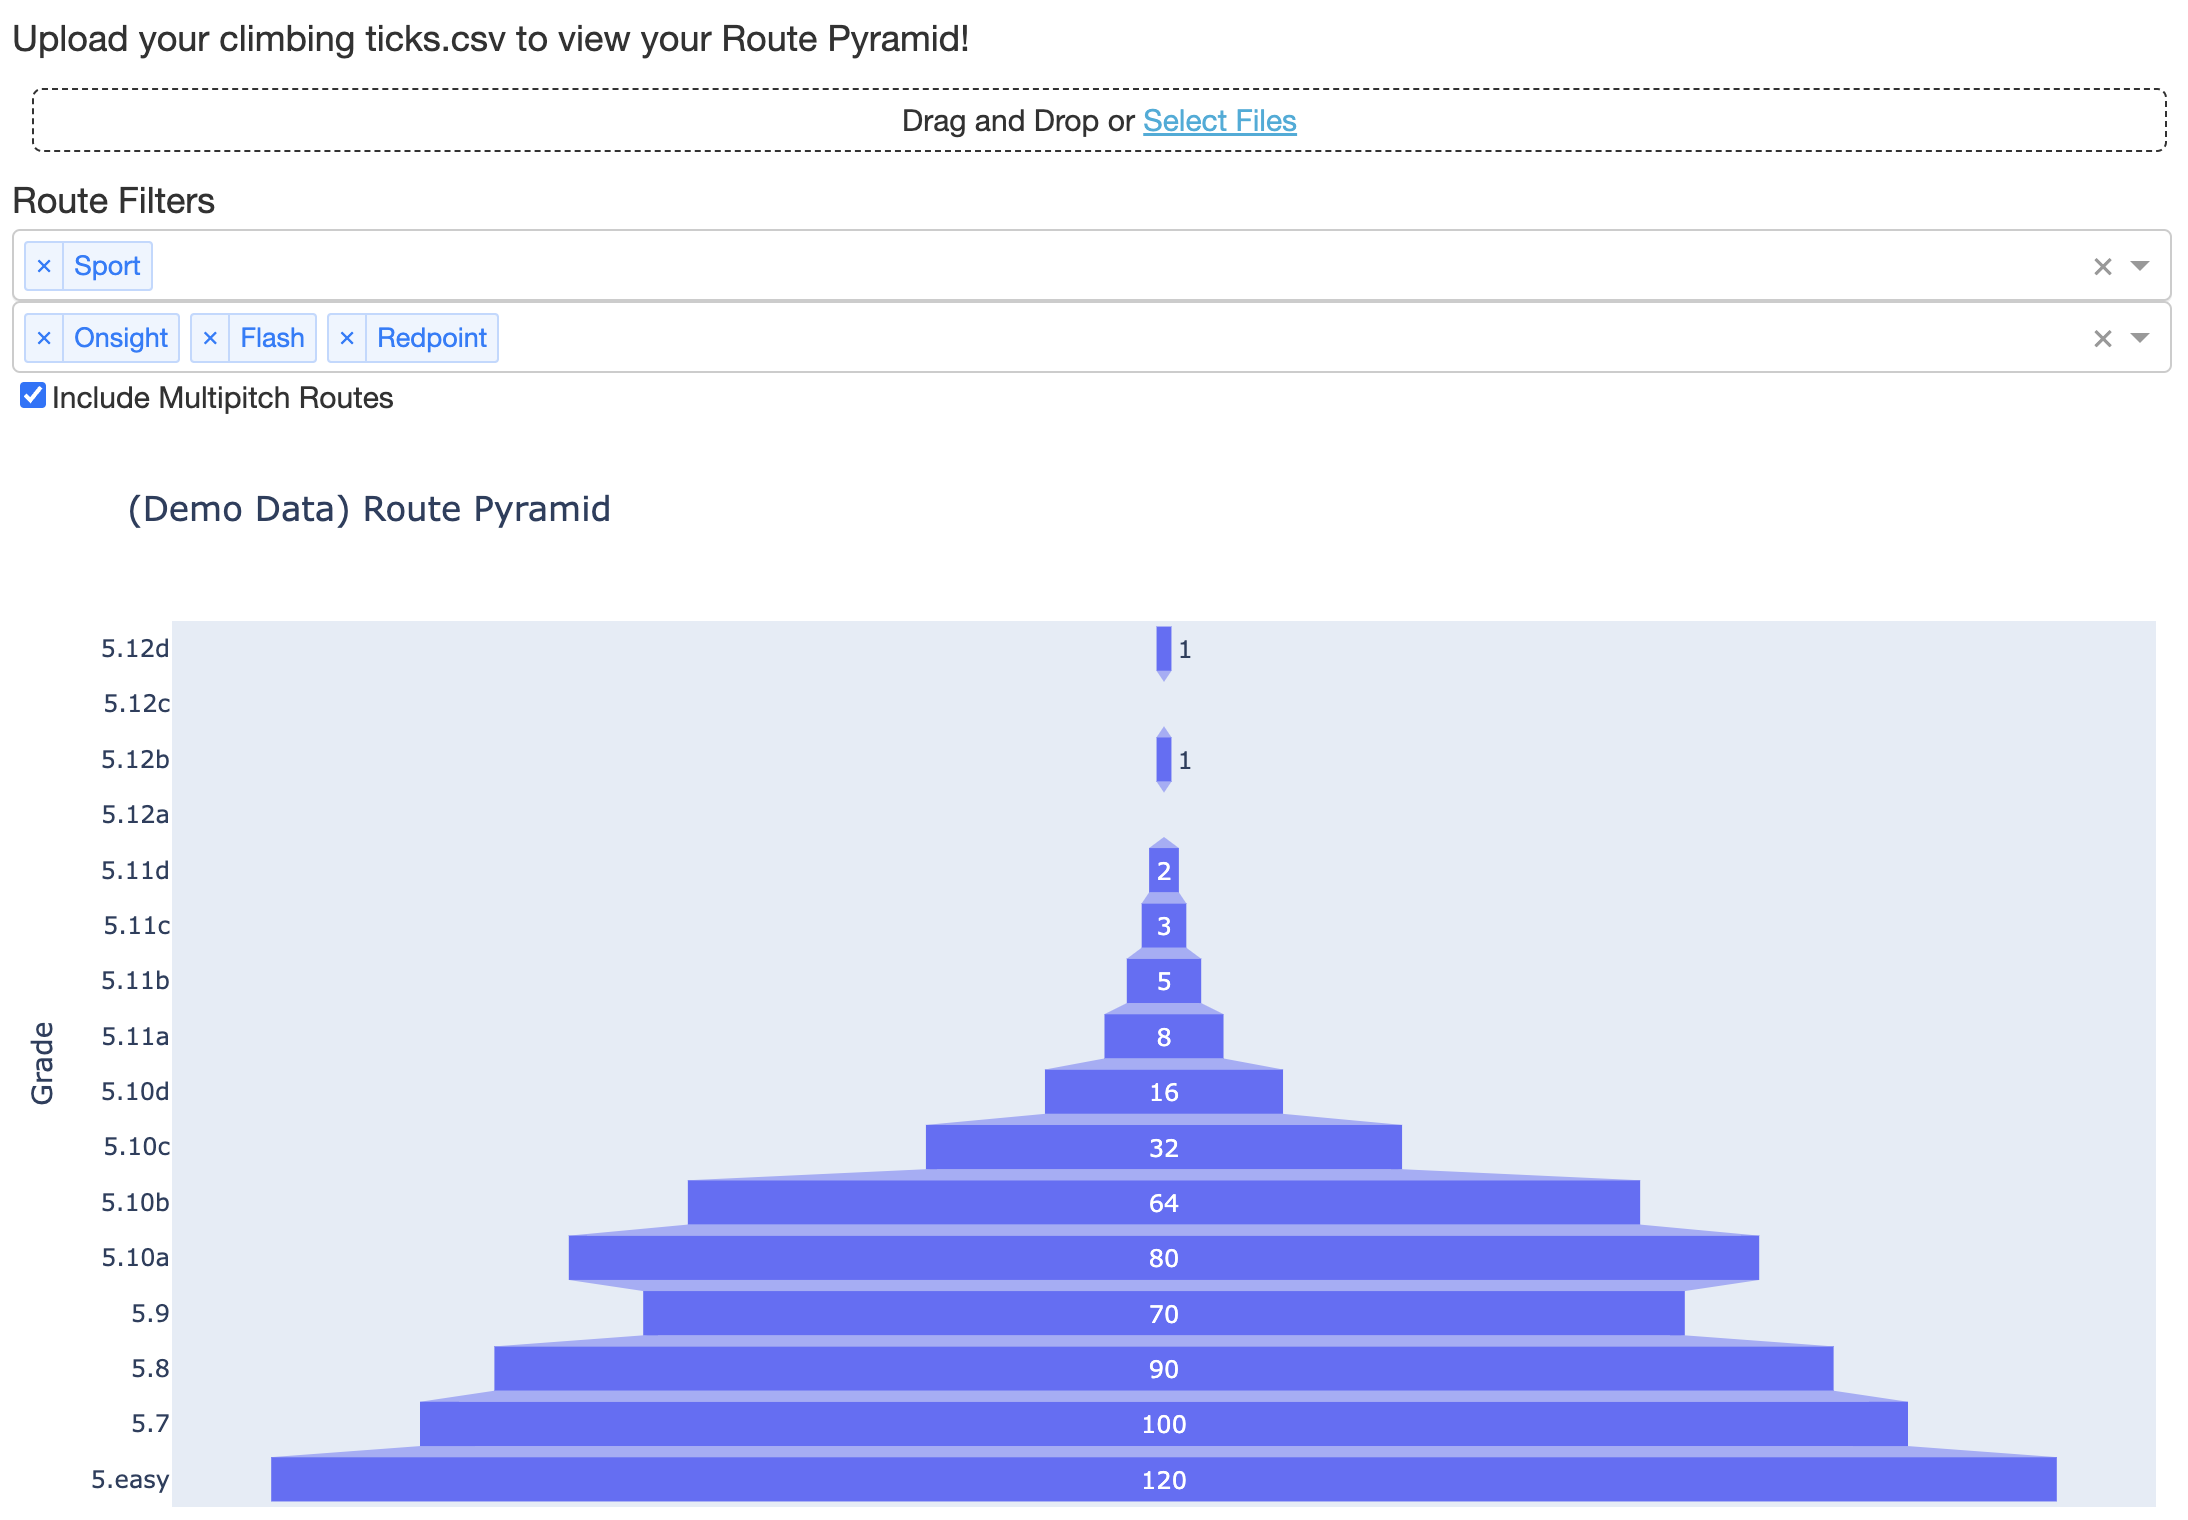 Upload your climbing ticks.csv to view your Route Pyramid!
Drag and Drop or Select Files
Route Filters
× Sport
× Onsight × Flash × Redpoint
Include Multipitch Routes
(Demo Data) Route Pyramid
Grade
5.12d 1
5.12c
5.12b 1
5.12a
5.11d 2
5.11c 3
5.11b 5
5.11a 8
5.10d 16
5.10c 32
5.10b 64
5.10a 80
5.9 70
5.8 90
5.7 100
5.easy 120